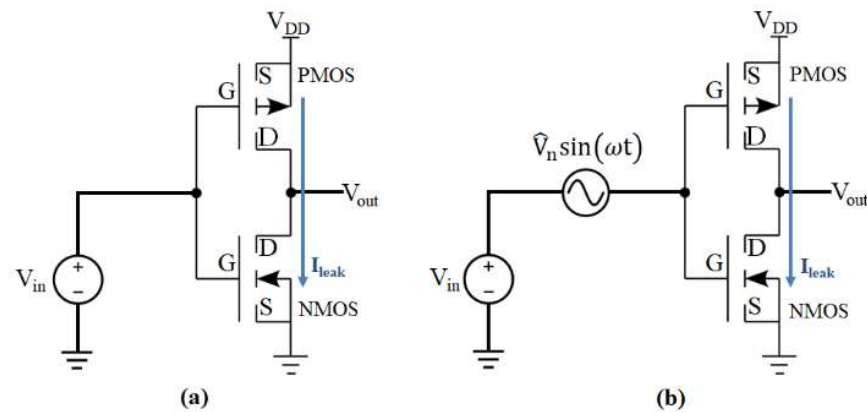 V_DD
S
PMOS
G
D
V_out
D
G
I_leak
S
NMOS
V_in
+
−
(a)
V_DD
S
PMOS
G
D
V̂_n sin(ωt)
V_out
D
G
I_leak
S
NMOS
V_in
+
−
(b)